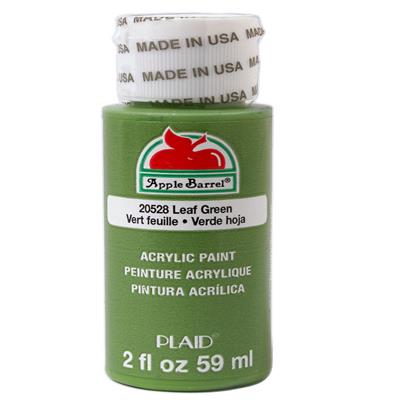 MADE IN USA
MADE IN USA
MADE IN USA
Apple Barrel®
20528 Leaf Green
Vert feuille • Verde hoja
ACRYLIC PAINT
PEINTURE ACRYLIQUE
PINTURA ACRÍLICA
PLAID®
2 fl oz 59 ml